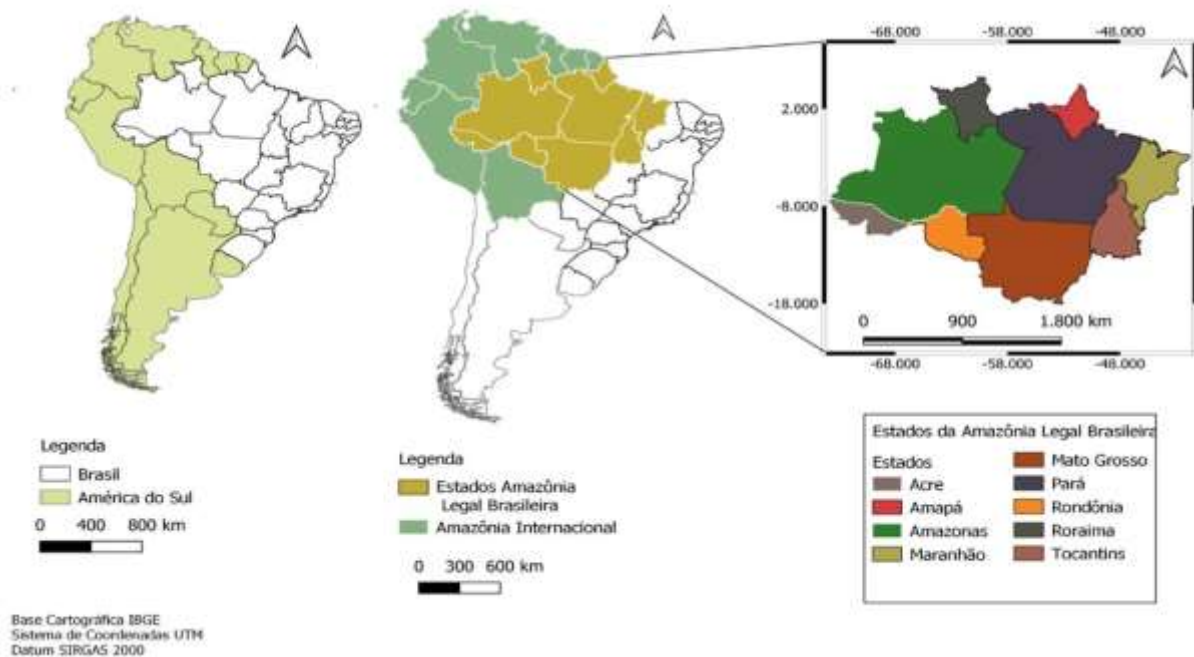 Legenda
Brasil
América do Sul
0 400 800 km
Base Cartográfica IBGE
Sistema de Coordenadas UTM
Datum SIRGAS 2000
Legenda
Estados Amazônia
Legal Brasileira
Amazônia Internacional
0 300 600 km
-68.000 -58.000 -48.000
2.000
-8.000
-18.000
0 900 1.800 km
-68.000 -58.000 -48.000
Estados da Amazônia Legal Brasileira
Estados
Acre
Amapá
Amazonas
Maranhão
Mato Grosso
Pará
Rondônia
Roraima
Tocantins